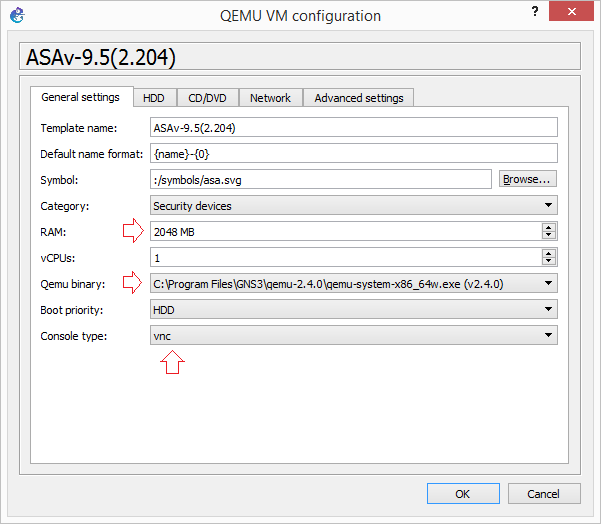 QEMU VM configuration
?
ASAv-9.5(2.204)
General settings HDD CD/DVD Network Advanced settings
Template name: ASAv-9.5(2.204)
Default name format: {name}-{0}
Symbol: :/symbols/asa.svg Browse...
Category: Security devices
RAM: 2048 MB
vCPUs: 1
Qemu binary: C:\Program Files\GNS3\qemu-2.4.0\qemu-system-x86_64w.exe (v2.4.0)
Boot priority: HDD
Console type: vnc
OK Cancel